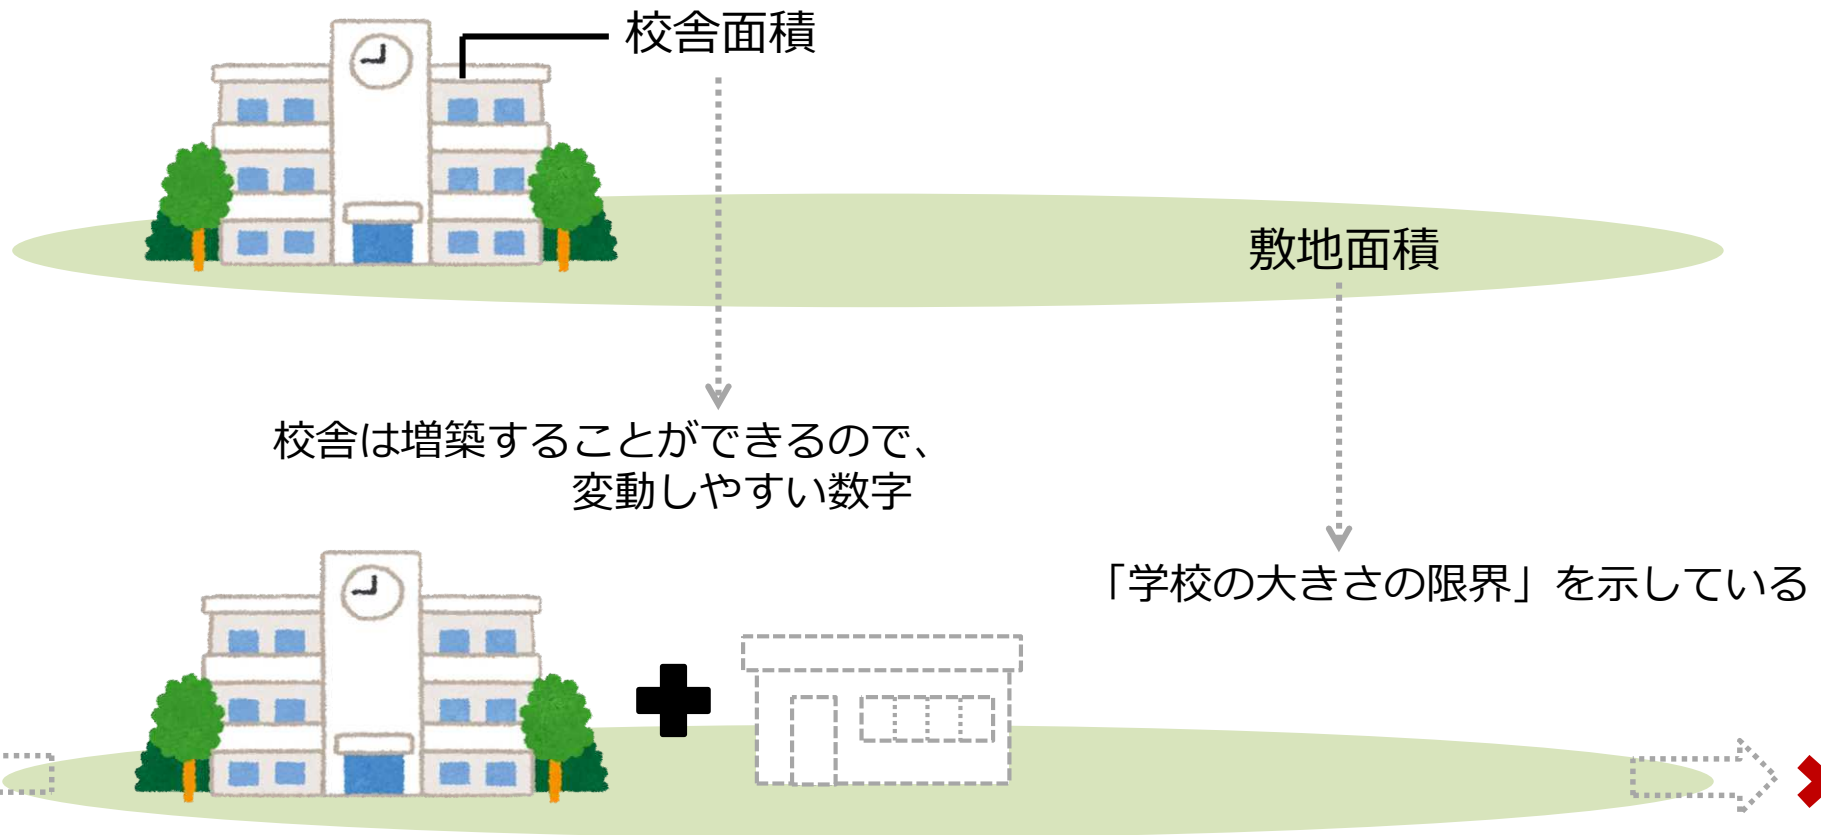 校舎面積
敷地面積
校舎は増築することができるので、
変動しやすい数字
「学校の大きさの限界」を示している